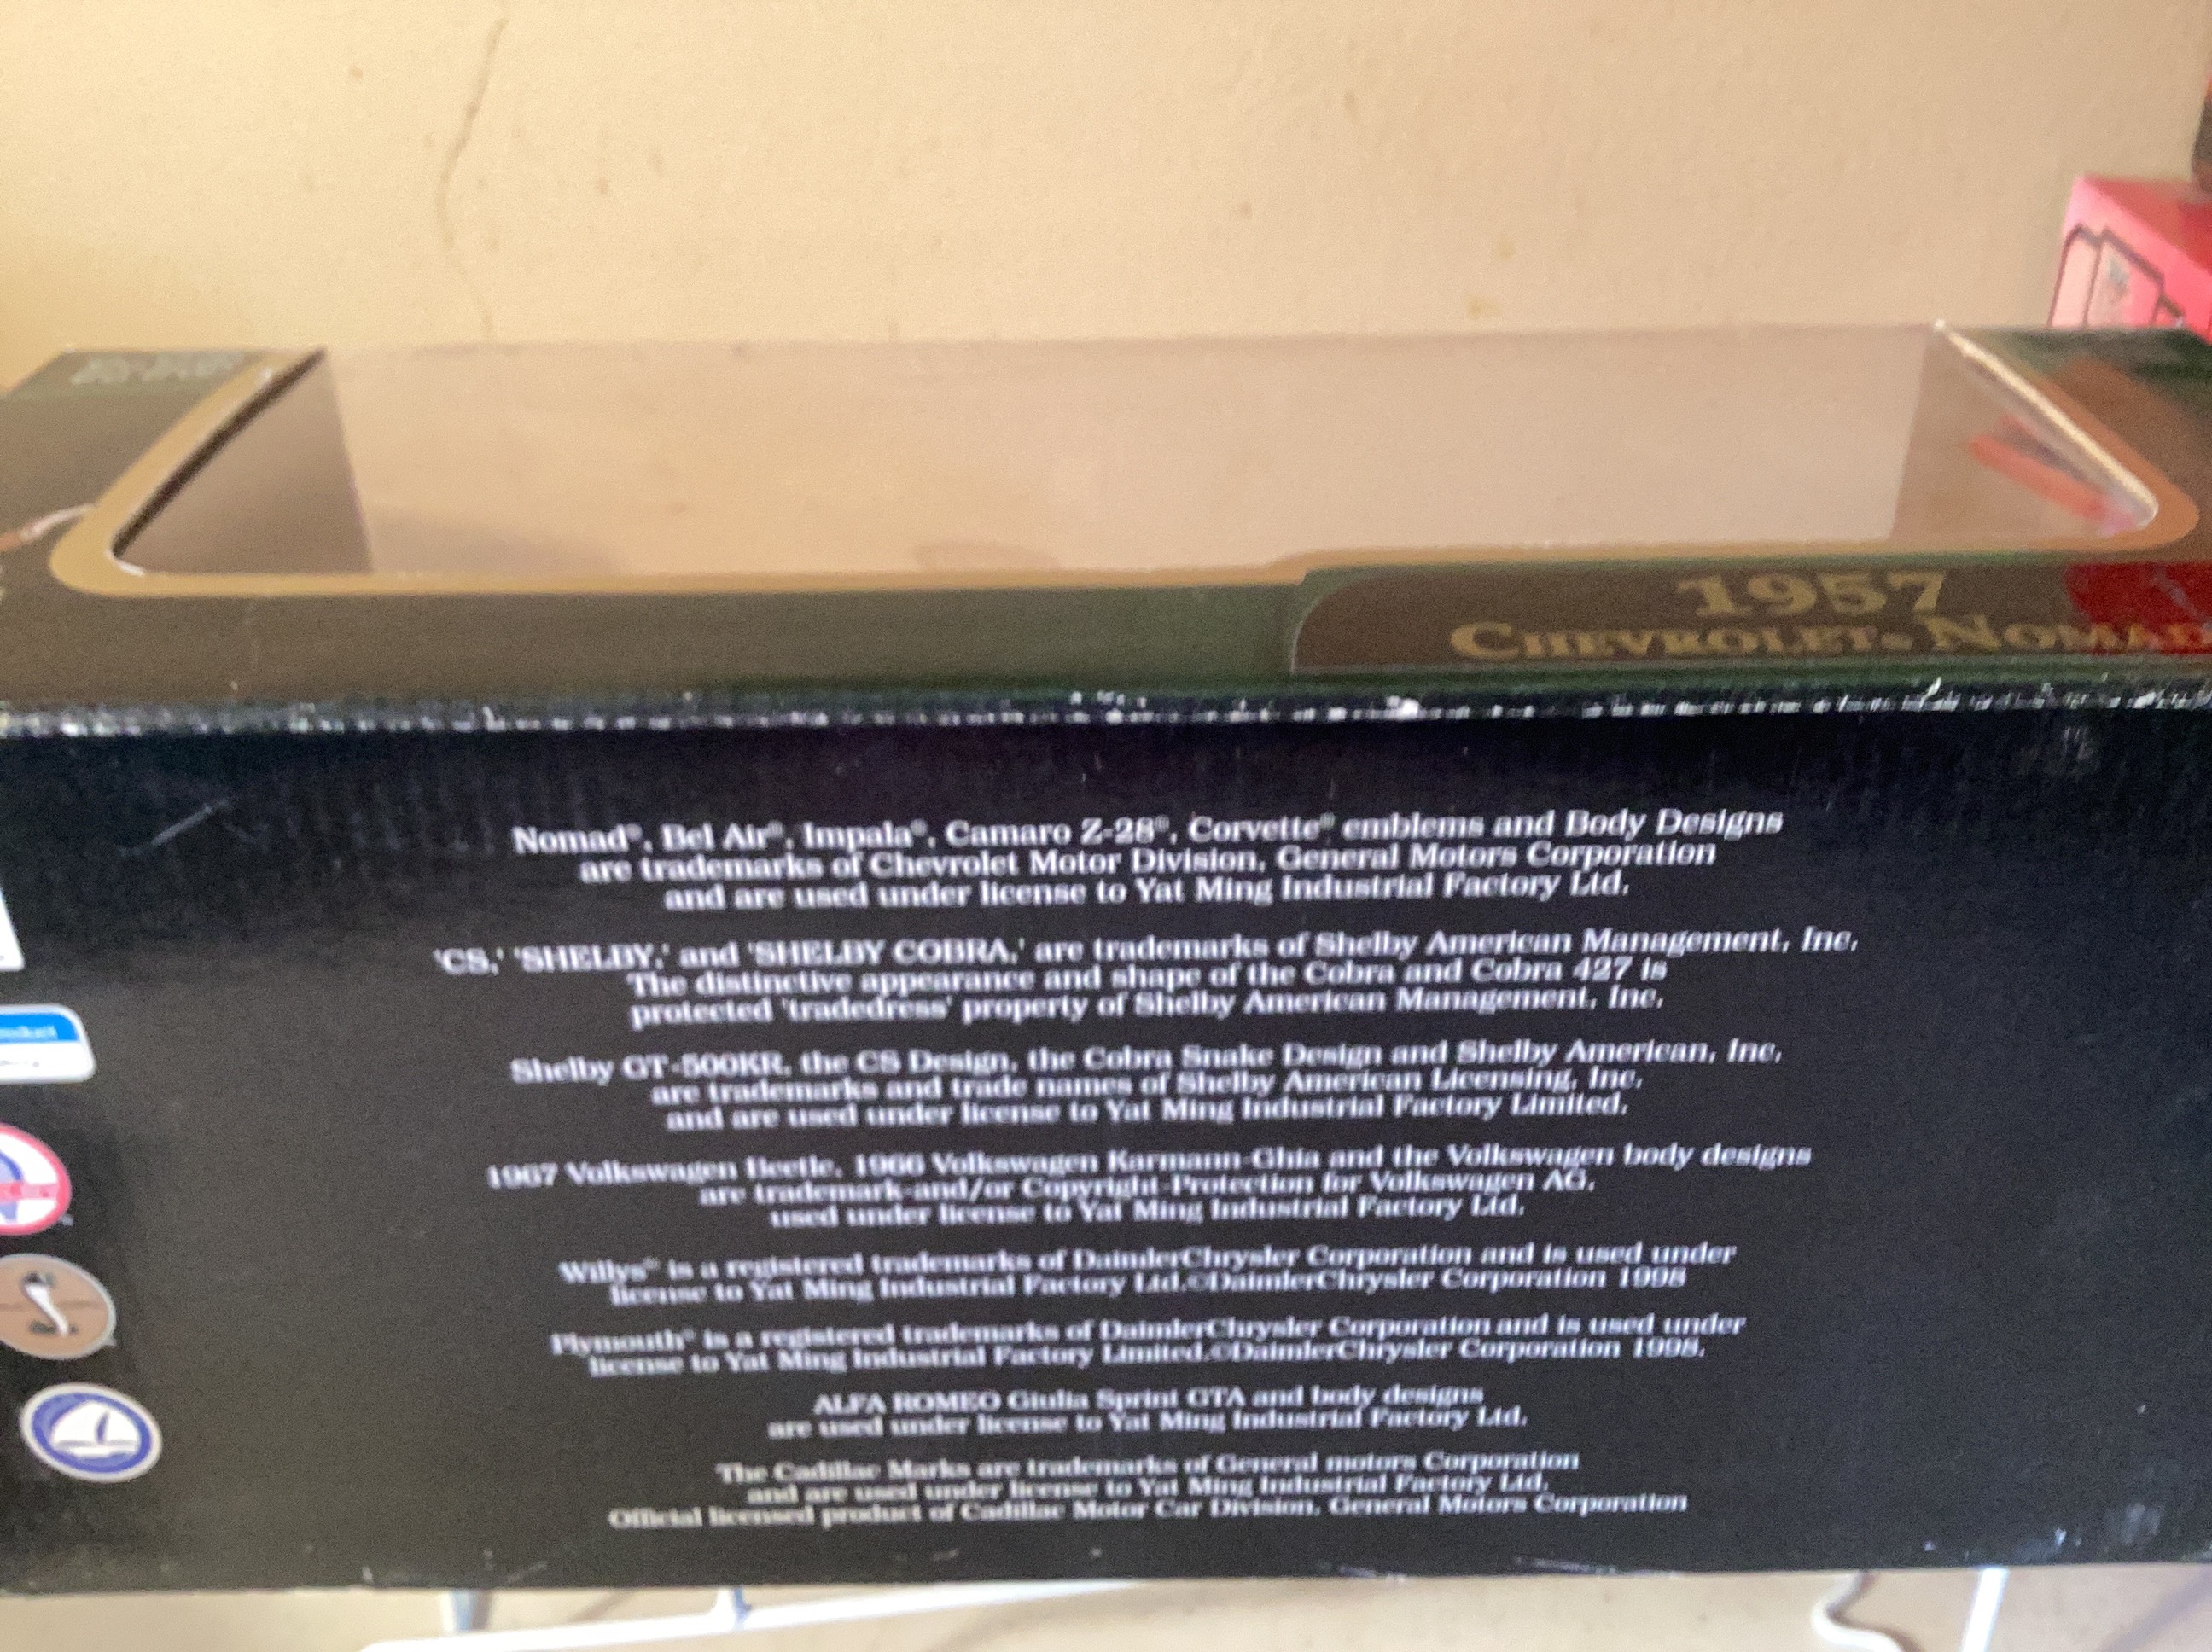 1957
CHEVROLET® NOMAD
Nomad®, Bel Air®, Impala®, Camaro Z-28®, Corvette® emblems and Body Designs
are trademarks of Chevrolet Motor Division, General Motors Corporation
and are used under license to Yat Ming Industrial Factory Ltd.
'CS,' 'SHELBY,' and 'SHELBY COBRA,' are trademarks of Shelby American Management, Inc.
The distinctive appearance and shape of the Cobra and Cobra 427 is
protected 'tradedress' property of Shelby American Management, Inc.
Shelby GT-500KR, the CS Design, the Cobra Snake Design and Shelby American, Inc.
are trademarks and trade names of Shelby American Licensing, Inc.
and are used under license to Yat Ming Industrial Factory Limited.
1967 Volkswagen Beetle, 1966 Volkswagen Karmann-Ghia and the Volkswagen body designs
are trademark-and/or Copyright-Protection for Volkswagen AG.
used under license to Yat Ming Industrial Factory Ltd.
Willys® is a registered trademarks of DaimlerChrysler Corporation and is used under
license to Yat Ming Industrial Factory Ltd.©DaimlerChrysler Corporation 1998
Plymouth® is a registered trademarks of DaimlerChrysler Corporation and is used under
license to Yat Ming Industrial Factory Limited.©DaimlerChrysler Corporation 1998.
ALFA ROMEO Giulia Sprint GTA and body designs
are used under license to Yat Ming Industrial Factory Ltd.
The Cadillac Marks are trademarks of General motors Corporation
and are used under license to Yat Ming Industrial Factory Ltd.
Official licensed product of Cadillac Motor Car Division, General Motors Corporation